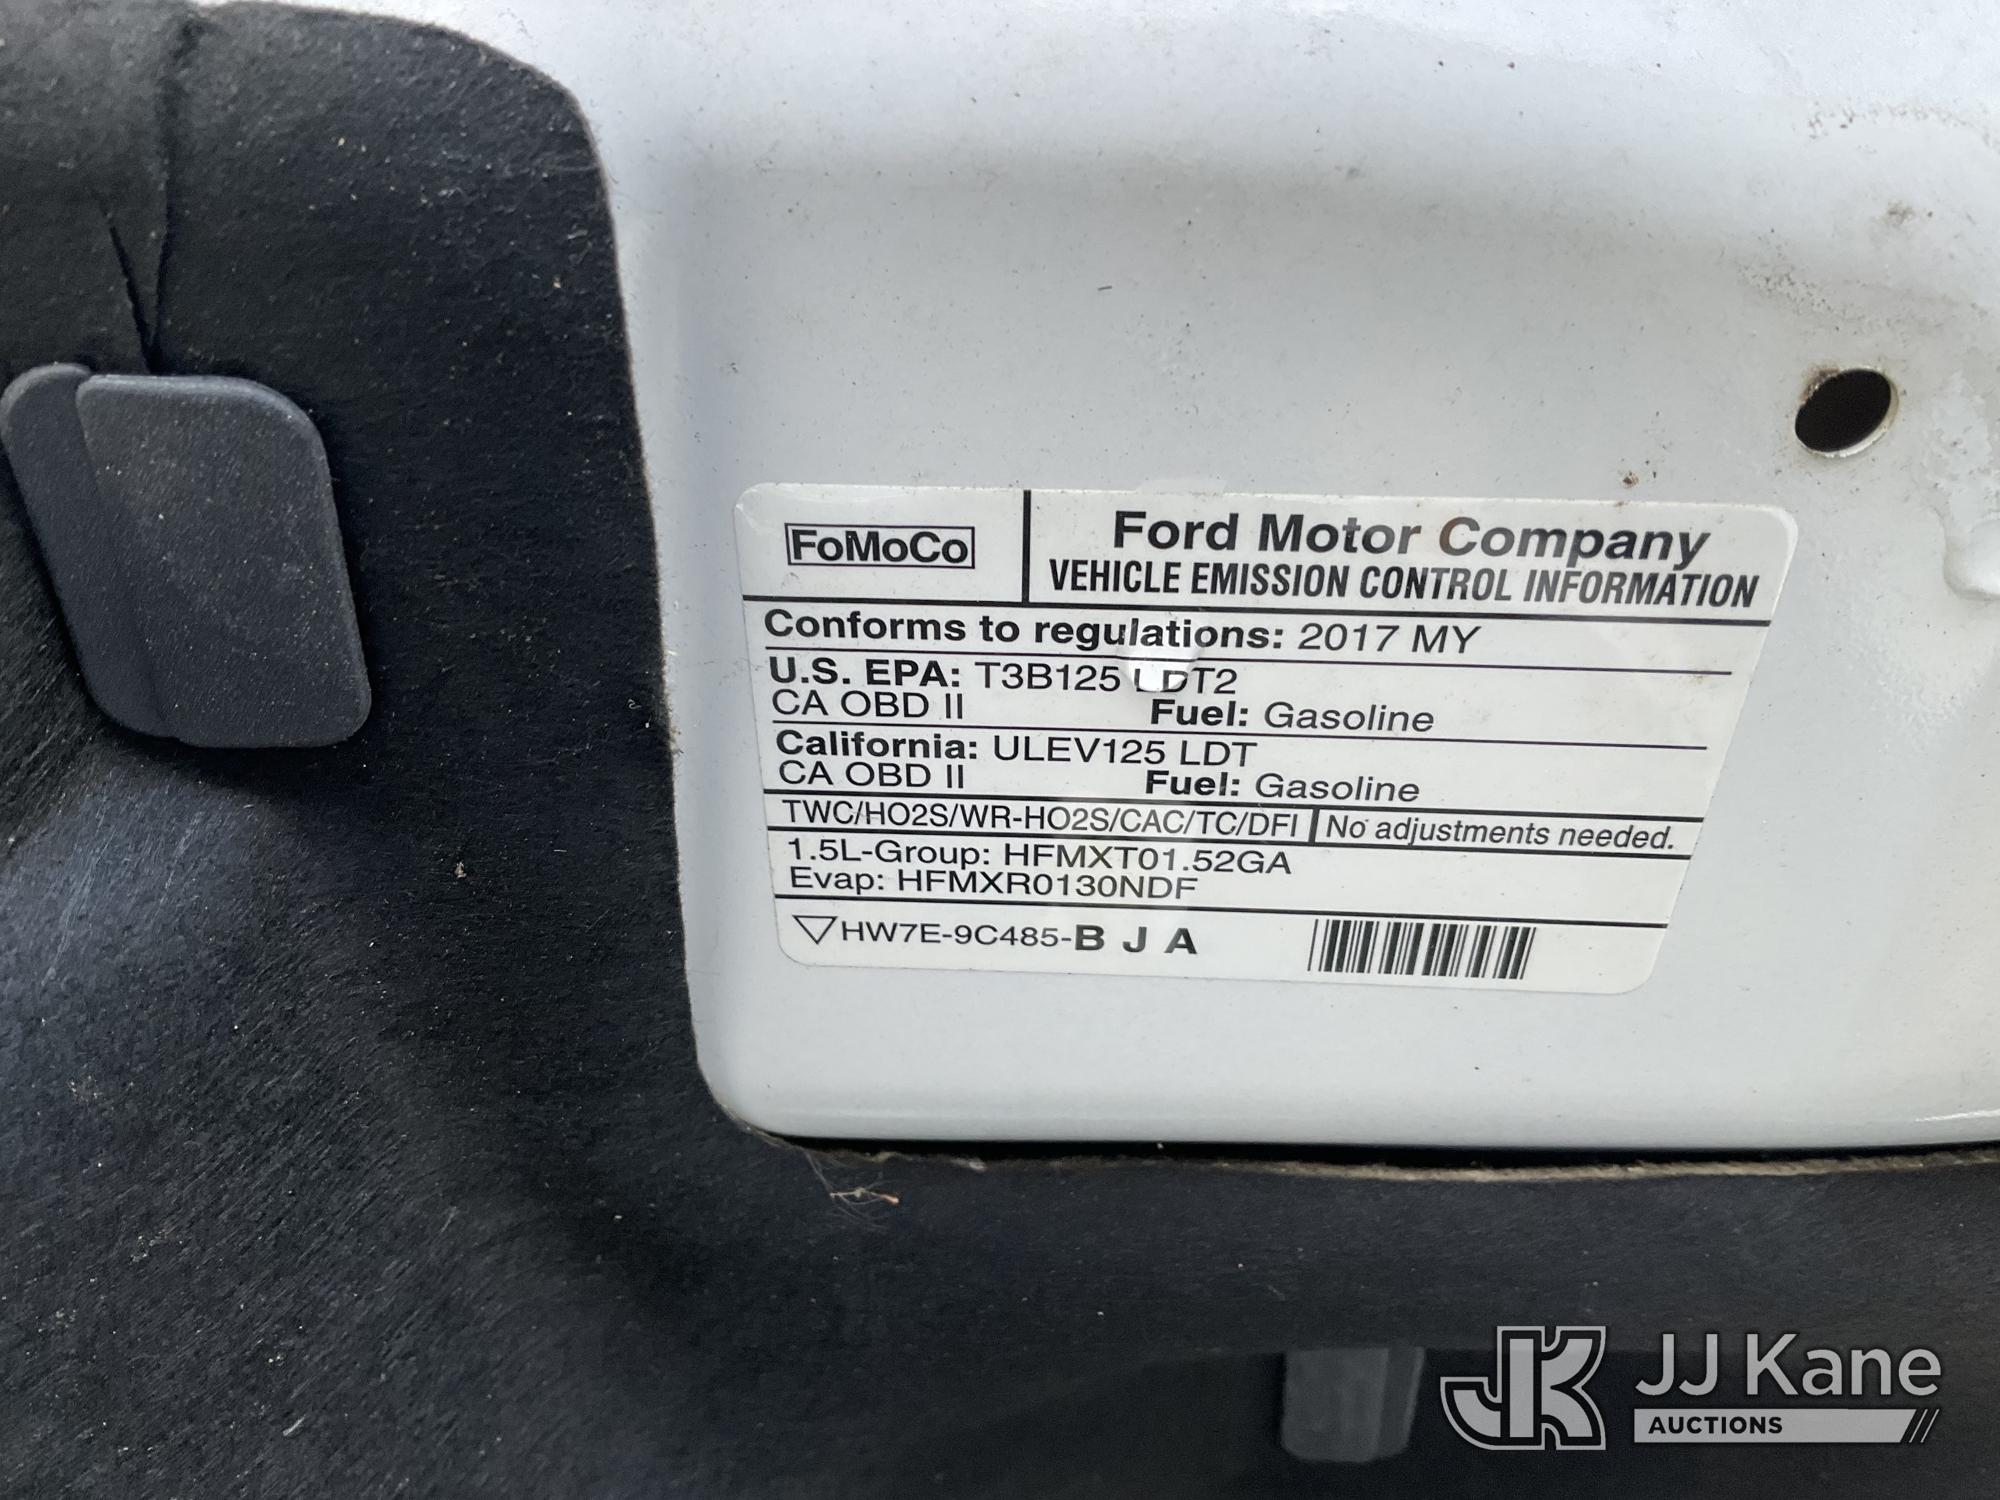 FoMoCo
Ford Motor Company
VEHICLE EMISSION CONTROL INFORMATION
Conforms to regulations: 2017 MY
U.S. EPA: T3B125 LDT2
CA OBD II Fuel: Gasoline
California: ULEV125 LDT
CA OBD II Fuel: Gasoline
TWC/HO2S/WR-HO2S/CAC/TC/DFI No adjustments needed.
1.5L-Group: HFMXT01.52GA
Evap: HFMXR0130NDF
HW7E-9C485-B J A
JK JJ Kane
AUCTIONS